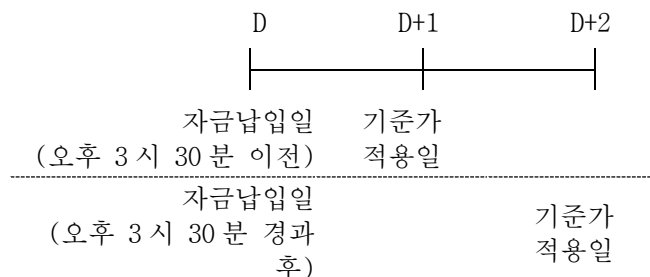 D D+1 D+2
자금납입일 기준가
(오후 3시 30분 이전) 적용일
자금납입일
(오후 3시 30분 경과
후)
기준가
적용일